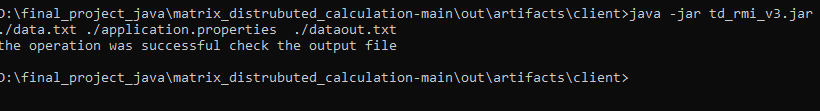 D:\final_project_java\matrix_distrubuted_calculation-main\out\artifacts\client>java -jar td_rmi_v3.jar
./data.txt ./application.properties  ./dataout.txt
the operation was successful check the output file
D:\final_project_java\matrix_distrubuted_calculation-main\out\artifacts\client>